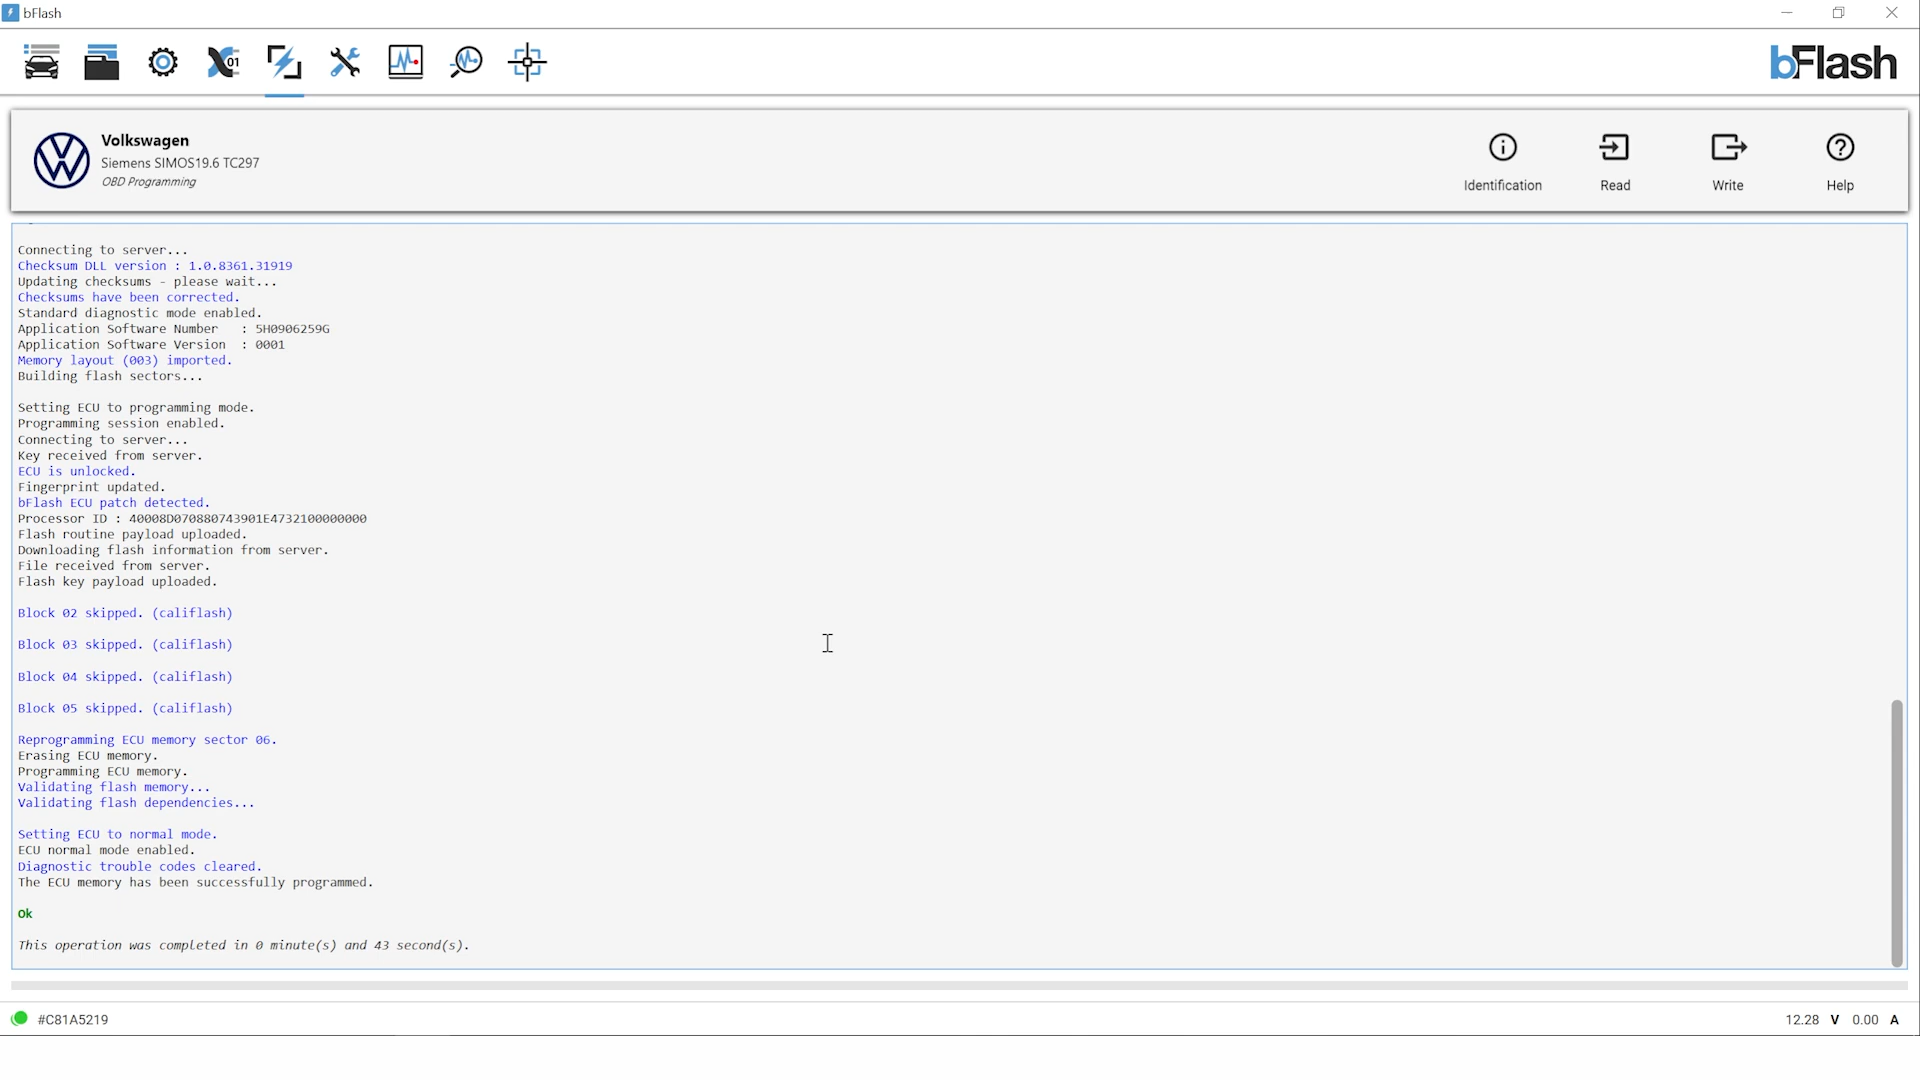 bFlash
01
bFlash
Volkswagen
Siemens SIMOS19.6 TC297
OBD Programming
Identification
Read
Write
Help
Connecting to server...
Checksum DLL version : 1.0.8361.31919
Updating checksums - please wait...
Checksums have been corrected.
Standard diagnostic mode enabled.
Application Software Number : 5H0906259G
Application Software Version : 0001
Memory layout (003) imported.
Building flash sectors...
Setting ECU to programming mode.
Programming session enabled.
Connecting to server...
Key received from server.
ECU is unlocked.
Fingerprint updated.
bFlash ECU patch detected.
Processor ID : 40008D070880743901E4732100000000
Flash routine payload uploaded.
Downloading flash information from server.
File received from server.
Flash key payload uploaded.
Block 02 skipped. (califlash)
Block 03 skipped. (califlash)
Block 04 skipped. (califlash)
Block 05 skipped. (califlash)
Reprogramming ECU memory sector 06.
Erasing ECU memory.
Programming ECU memory.
Validating flash memory...
Validating flash dependencies...
Setting ECU to normal mode.
ECU normal mode enabled.
Diagnostic trouble codes cleared.
The ECU memory has been successfully programmed.
Ok
This operation was completed in 0 minute(s) and 43 second(s).
#C81A5219
12.28 V 0.00 A